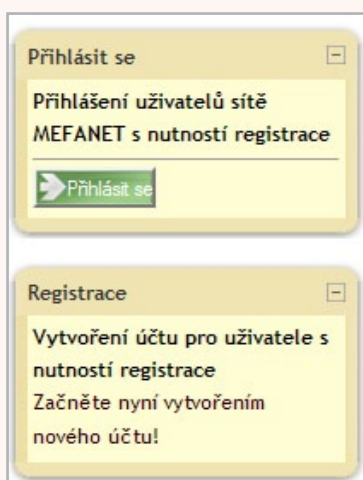 Přihlásit se
Přihlášení uživatelů sítě
MEFANET s nutností registrace
Přihlásit se
Registrace
Vytvoření účtu pro uživatele s
nutností registrace
Začněte nyní vytvořením
nového účtu!